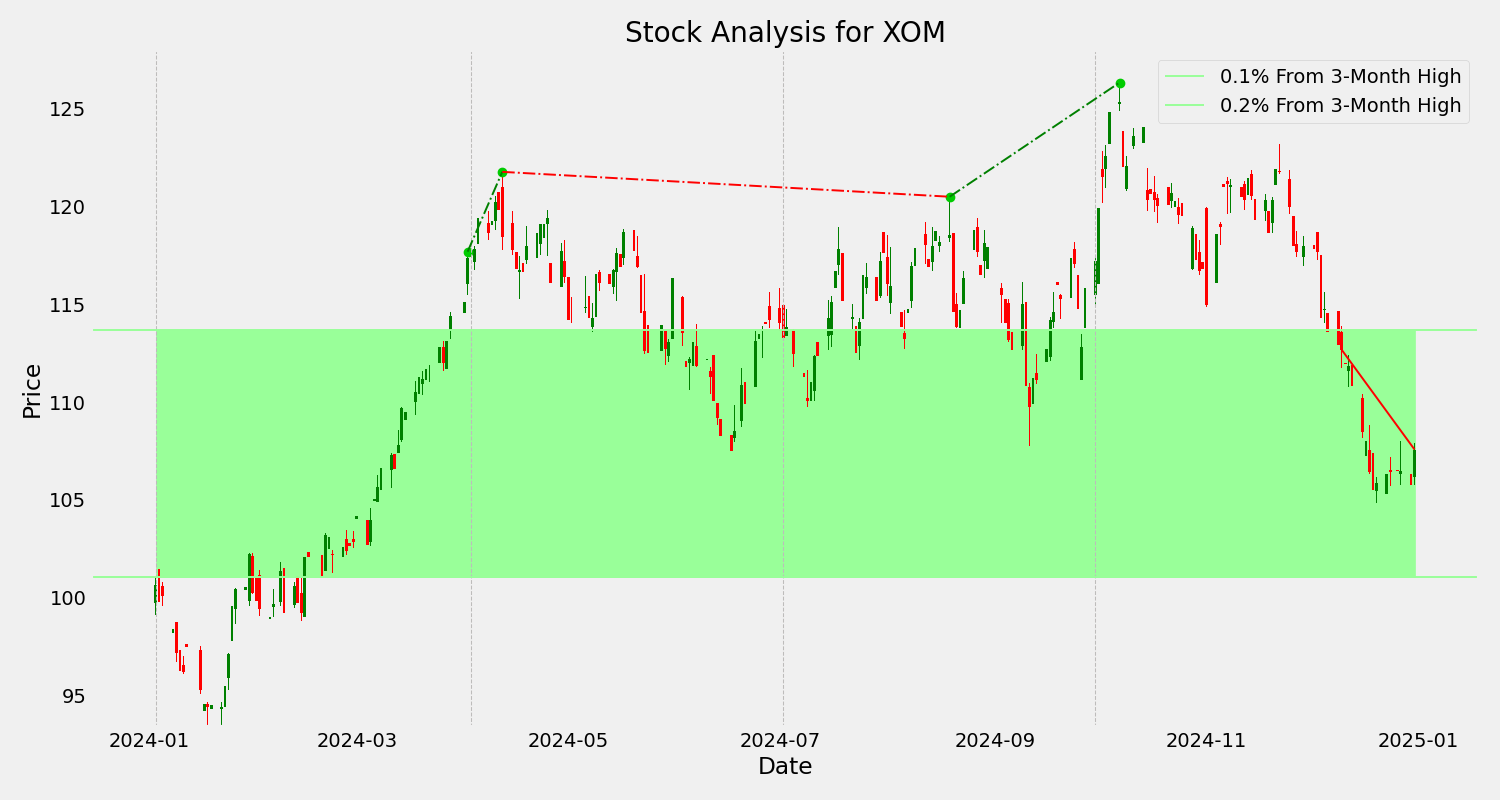 Stock Analysis for XOM
0.1% From 3-Month High
0.2% From 3-Month High
125
120
115
110
105
100
95
Price
2024-01
2024-03
2024-05
2024-07
2024-09
2024-11
2025-01
Date